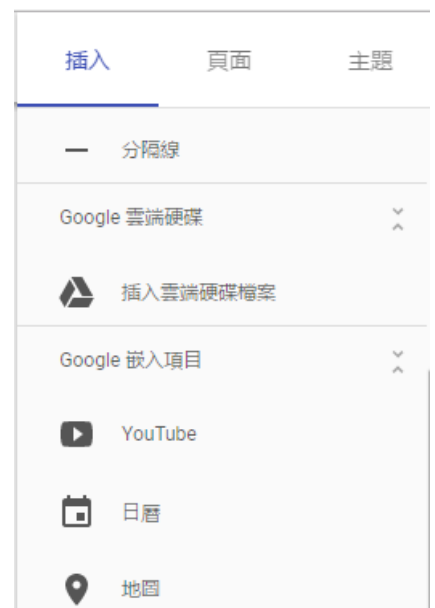 插入 頁面 主題
分隔線
Google 雲端硬碟
插入雲端硬碟檔案
Google 嵌入項目
YouTube
日曆
地圖